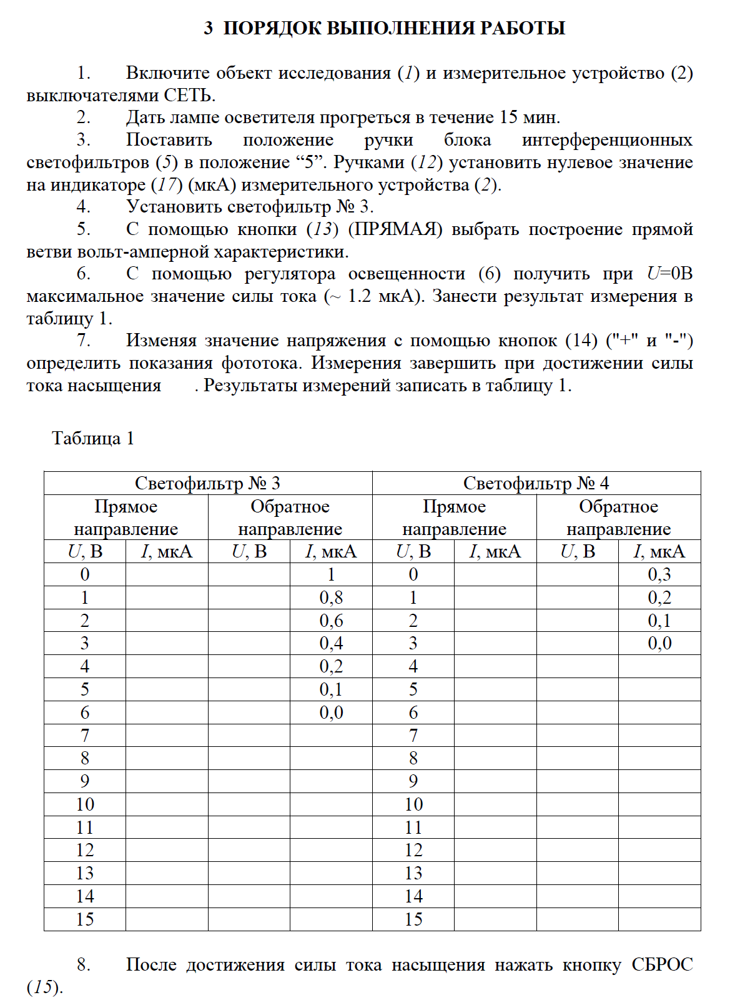 3 ПОРЯДОК ВЫПОЛНЕНИЯ РАБОТЫ
1. Включите объект исследования (1) и измерительное устройство (2)
выключателями СЕТЬ.
2. Дать лампе осветителя прогреться в течение 15 мин.
3. Поставить положение ручки блока интерференционных
светофильтров (5) в положение “5”. Ручками (12) установить нулевое значение
на индикаторе (17) (мкА) измерительного устройства (2).
4. Установить светофильтр № 3.
5. С помощью кнопки (13) (ПРЯМАЯ) выбрать построение прямой
ветви вольт-амперной характеристики.
6. С помощью регулятора освещенности (6) получить при U=0В
максимальное значение силы тока (~ 1.2 мкА). Занести результат измерения в
таблицу 1.
7. Изменяя значение напряжения с помощью кнопок (14) ("+" и "-")
определить показания фототока. Измерения завершить при достижении силы
тока насыщения . Результаты измерений записать в таблицу 1.
Таблица 1
Светофильтр № 3 Светофильтр № 4
Прямое Обратное Прямое Обратное
направление направление направление направление
U, В I, мкА U, В I, мкА U, В I, мкА U, В I, мкА
0 1 0 0,3
1 0,8 1 0,2
2 0,6 2 0,1
3 0,4 3 0,0
4 0,2 4
5 0,1 5
6 0,0 6
7 7
8 8
9 9
10 10
11 11
12 12
13 13
14 14
15 15
8. После достижения силы тока насыщения нажать кнопку СБРОС
(15).